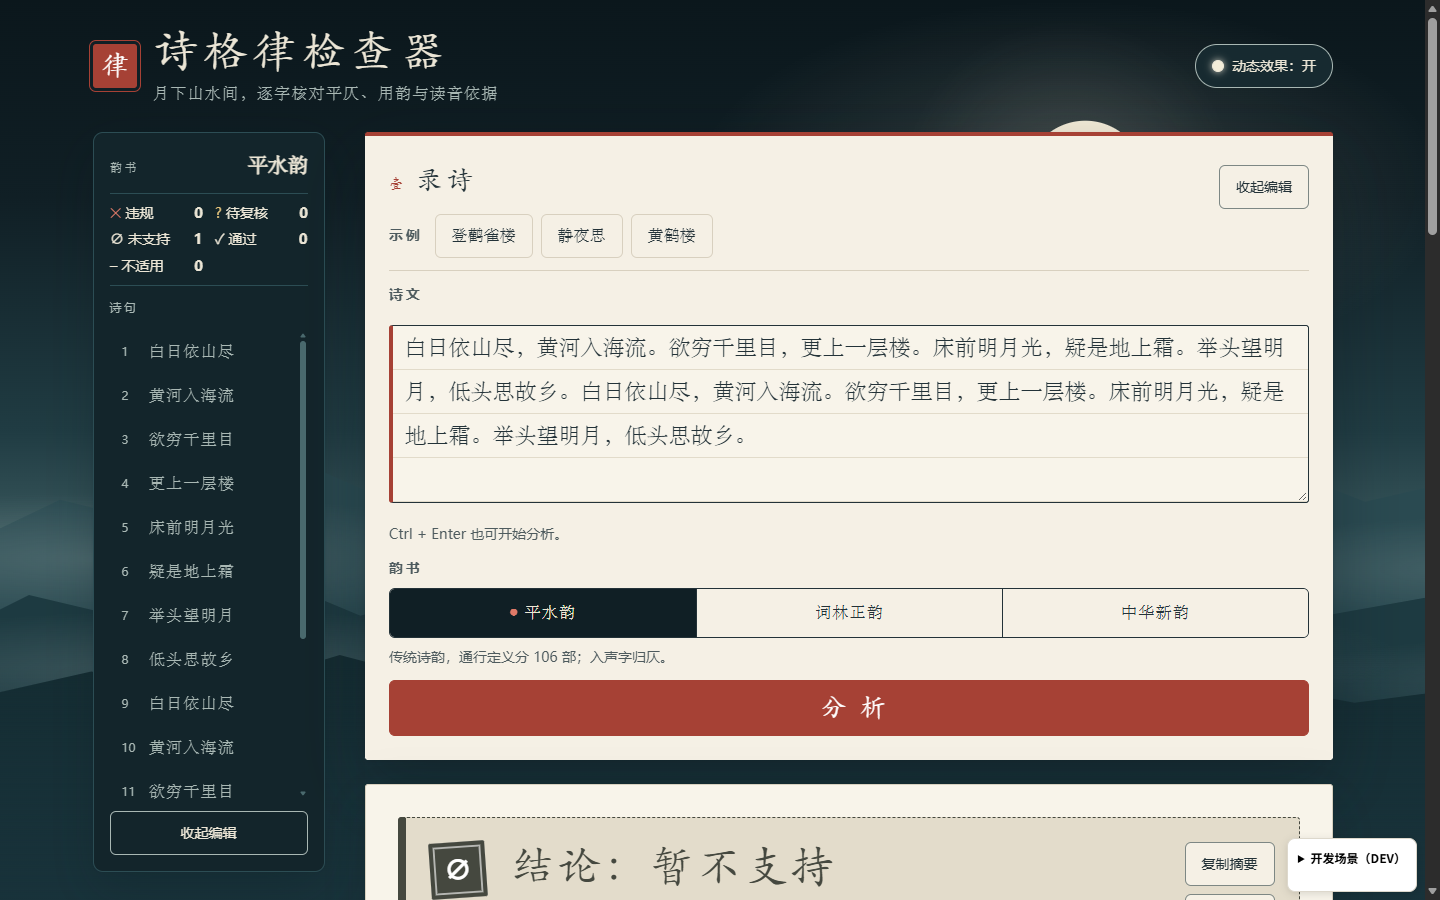 律
诗格律检查器
月下山水间，逐字核对平仄、用韵与读音依据
动态效果：开
韵书 平水韵
× 违规 0 ? 待复核 0
∅ 未支持 1 ✓ 通过 0
– 不适用 0
诗句
1 白日依山尽
2 黄河入海流
3 欲穷千里目
4 更上一层楼
5 床前明月光
6 疑是地上霜
7 举头望明月
8 低头思故乡
9 白日依山尽
10 黄河入海流
11 欲穷千里目
收起编辑
壹 录诗
收起编辑
示例 登鹳雀楼 静夜思 黄鹤楼
诗文
白日依山尽，黄河入海流。欲穷千里目，更上一层楼。床前明月光，疑是地上霜。举头望明
月，低头思故乡。白日依山尽，黄河入海流。欲穷千里目，更上一层楼。床前明月光，疑是
地上霜。举头望明月，低头思故乡。
Ctrl + Enter 也可开始分析。
韵书
平水韵 词林正韵 中华新韵
传统诗韵，通行定义分 106 部；入声字归仄。
分析
∅ 结论：暂不支持
复制摘要
▶ 开发场景（DEV）